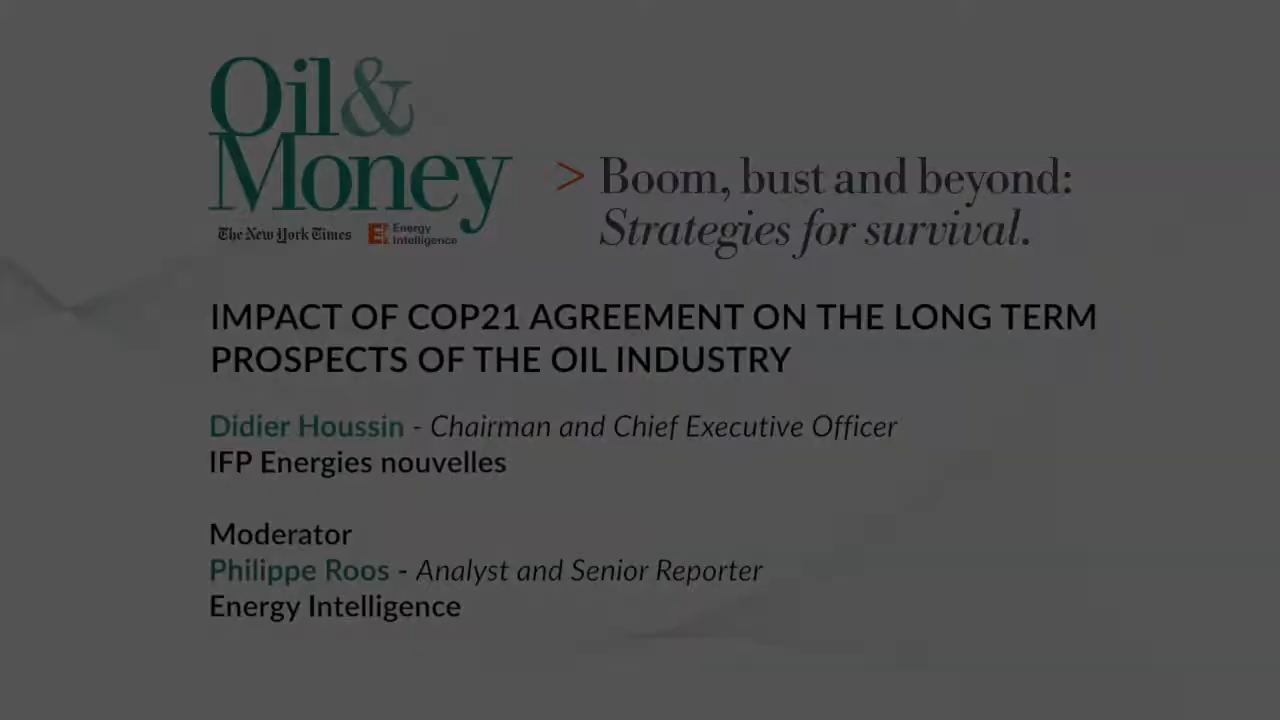 Oil&
Money
The New York Times
Energy
Intelligence
> Boom, bust and beyond:
Strategies for survival.
IMPACT OF COP21 AGREEMENT ON THE LONG TERM
PROSPECTS OF THE OIL INDUSTRY
Didier Houssin - Chairman and Chief Executive Officer
IFP Energies nouvelles
Moderator
Philippe Roos - Analyst and Senior Reporter
Energy Intelligence